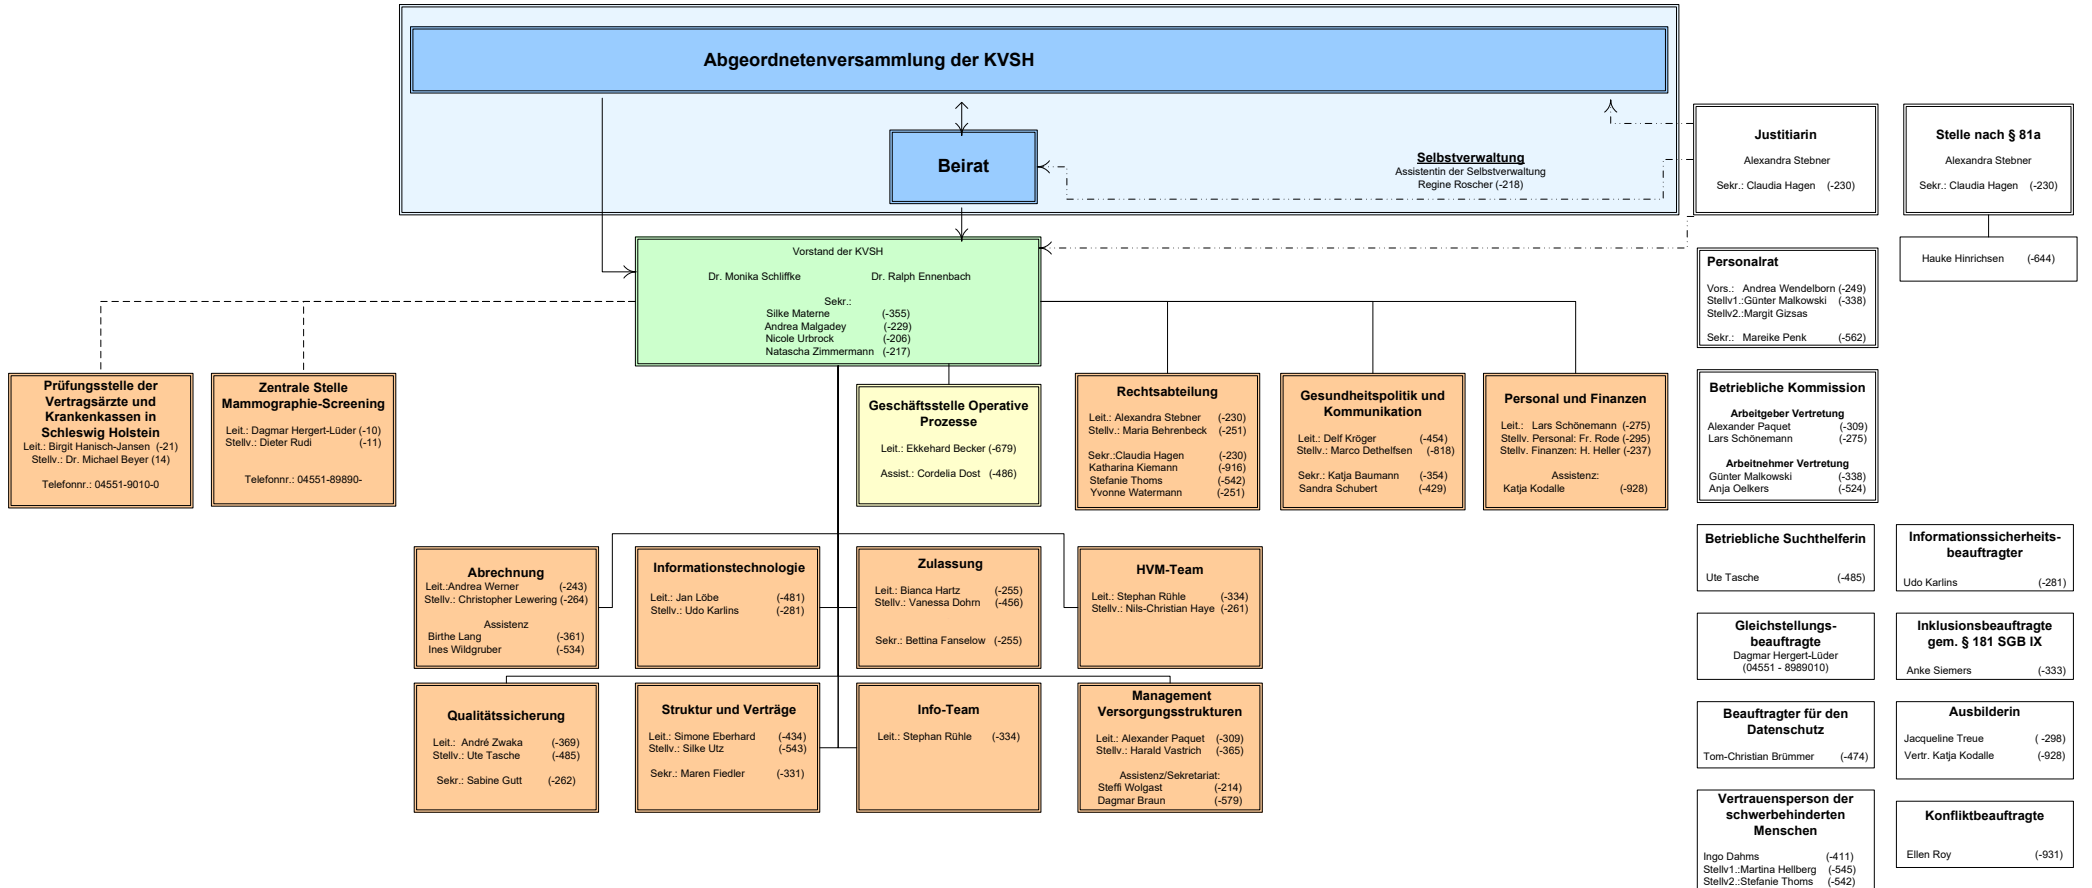 Abgeordnetenversammlung der KVSH
Beirat
Selbstverwaltung
Assistentin der Selbstverwaltung
Regine Roscher (-218)
Justitiarin
Alexandra Stebner
Sekr.: Claudia Hagen (-230)
Stelle nach § 81a
Alexandra Stebner
Sekr.: Claudia Hagen (-230)
Hauke Hinrichsen (-644)
Vorstand der KVSH
Dr. Monika Schliffke Dr. Ralph Ennenbach
Sekr.:
Silke Materne (-355)
Andrea Malgadey (-229)
Nicole Urbrock (-206)
Natascha Zimmermann (-217)
Personalrat
Vors.: Andrea Wendelborn (-249)
Stellv1.:Günter Malkowski (-338)
Stellv2.:Margit Gizsas
Sekr.: Mareike Penk (-562)
Prüfungsstelle der
Vertragsärzte und
Krankenkassen in
Schleswig Holstein
Leit.: Birgit Hanisch-Jansen (-21)
Stellv.: Dr. Michael Beyer (14)
Telefonnr.: 04551-9010-0
Zentrale Stelle
Mammographie-Screening
Leit.: Dagmar Hergert-Lüder (-10)
Stellv.: Dieter Rudi (-11)
Telefonnr.: 04551-89890-
Geschäftsstelle Operative
Prozesse
Leit.: Ekkehard Becker (-679)
Assist.: Cordelia Dost (-486)
Rechtsabteilung
Leit.: Alexandra Stebner (-230)
Stellv.: Maria Behrenbeck (-251)
Sekr.:Claudia Hagen (-230)
Katharina Kiemann (-916)
Stefanie Thoms (-542)
Yvonne Watermann (-251)
Gesundheitspolitik und
Kommunikation
Leit.: Delf Kröger (-454)
Stellv.: Marco Dethelfsen (-818)
Sekr.: Katja Baumann (-354)
Sandra Schubert (-429)
Personal und Finanzen
Leit.: Lars Schönemann (-275)
Stellv. Personal: Fr. Rode (-295)
Stellv. Finanzen: H. Heller (-237)
Assistenz:
Katja Kodalle (-928)
Betriebliche Kommission
Arbeitgeber Vertretung
Alexander Paquet (-309)
Lars Schönemann (-275)
Arbeitnehmer Vertretung
Günter Malkowski (-338)
Anja Oelkers (-524)
Abrechnung
Leit.:Andrea Werner (-243)
Stellv.: Christopher Lewering (-264)
Assistenz
Birthe Lang (-361)
Ines Wildgruber (-534)
Informationstechnologie
Leit.: Jan Löbe (-481)
Stellv.: Udo Karlins (-281)
Zulassung
Leit.: Bianca Hartz (-255)
Stellv.: Vanessa Dohrn (-456)
Sekr.: Bettina Fanselow (-255)
HVM-Team
Leit.: Stephan Rühle (-334)
Stellv.: Nils-Christian Haye (-261)
Betriebliche Suchthelferin
Ute Tasche (-485)
Informationssicherheits-
beauftragter
Udo Karlins (-281)
Gleichstellungs-
beauftragte
Dagmar Hergert-Lüder
(04551 - 8989010)
Inklusionsbeauftragte
gem. § 181 SGB IX
Anke Siemers (-333)
Qualitätssicherung
Leit.: André Zwaka (-369)
Stellv.: Ute Tasche (-485)
Sekr.: Sabine Gutt (-262)
Struktur und Verträge
Leit.: Simone Eberhard (-434)
Stellv.: Silke Utz (-543)
Sekr.: Maren Fiedler (-331)
Info-Team
Leit.: Stephan Rühle (-334)
Management
Versorgungsstrukturen
Leit.: Alexander Paquet (-309)
Stellv.: Harald Vastrich (-365)
Assistenz/Sekretariat:
Steffi Wolgast (-214)
Dagmar Braun (-579)
Beauftragter für den
Datenschutz
Tom-Christian Brümmer (-474)
Ausbilderin
Jacqueline Treue ( -298)
Vertr. Katja Kodalle (-928)
Vertrauensperson der
schwerbehinderten
Menschen
Ingo Dahms (-411)
Stellv1.:Martina Hellberg (-545)
Stellv2.:Stefanie Thoms (-542)
Konfliktbeauftragte
Ellen Roy (-931)